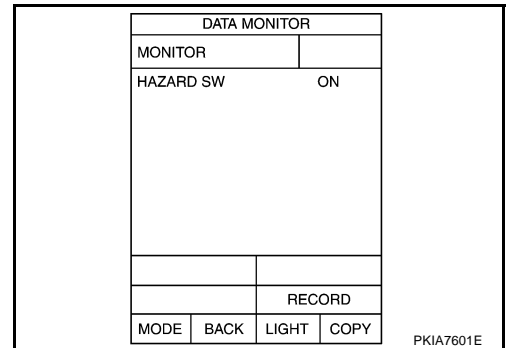 DATA MONITOR
MONITOR
HAZARD SW ON
RECORD
MODE BACK LIGHT COPY
PKIA7601E